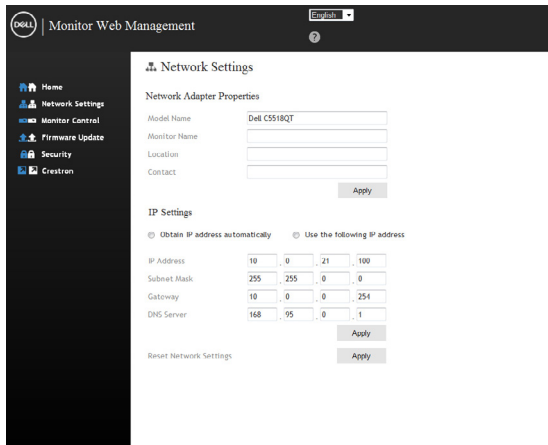 English
DELL | Monitor Web Management
?
Home
Network Settings
Monitor Control
Firmware Update
Security
Crestron
Network Settings
Network Adapter Properties
Model Name Dell C5518QT
Monitor Name
Location
Contact
Apply
IP Settings
Obtain IP address automatically Use the following IP address
IP Address 10 . 0 . 21 . 100
Subnet Mask 255 . 255 . 0 . 0
Gateway 10 . 0 . 0 . 254
DNS Server 168 . 95 . 0 . 1
Apply
Reset Network Settings Apply